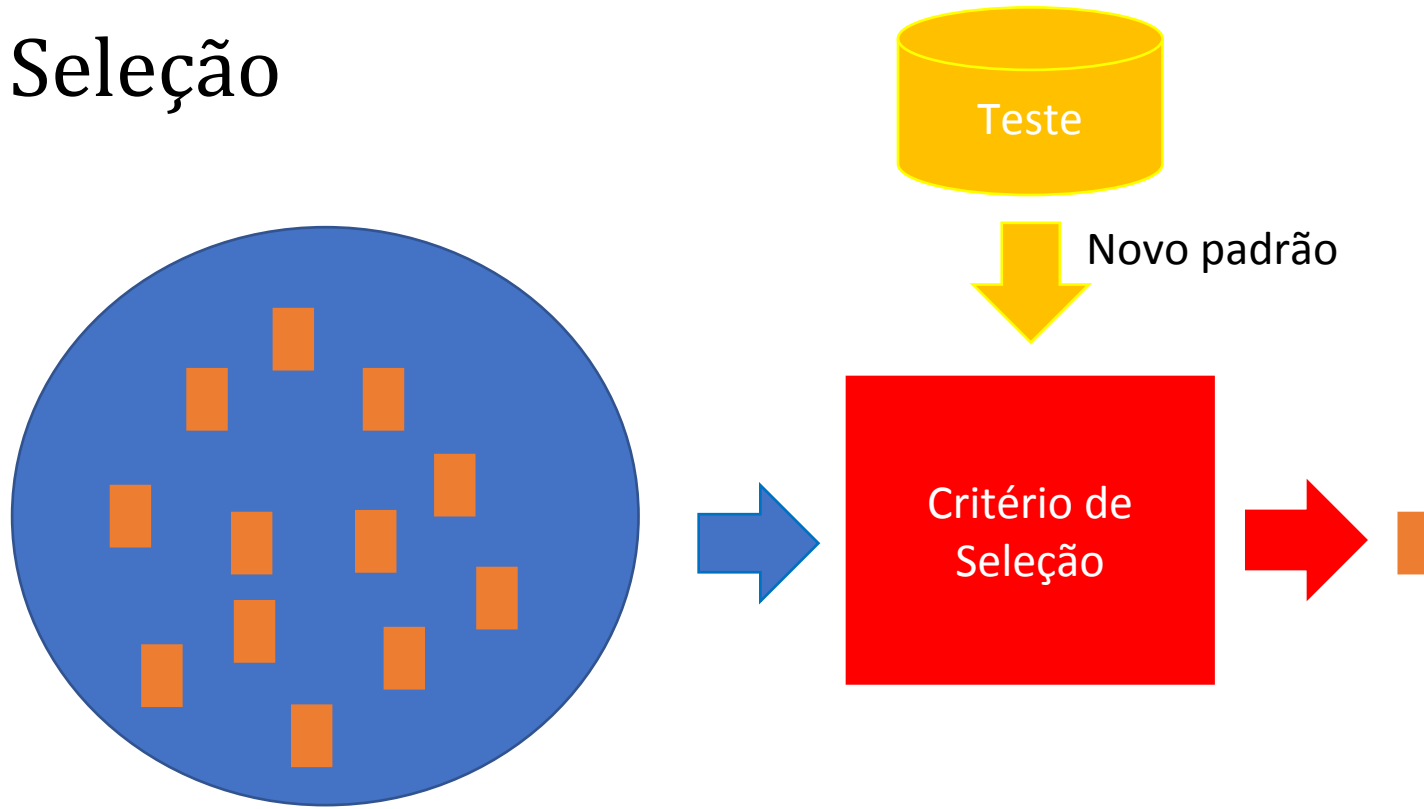 Seleção
Teste
Novo padrão
Critério de
Seleção